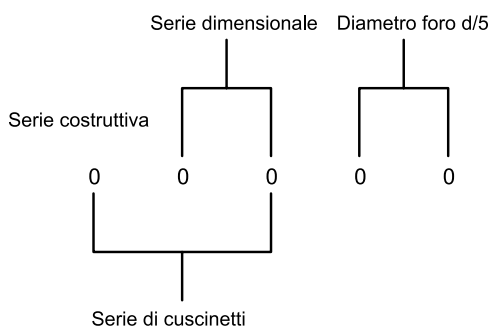 Serie dimensionale Diametro foro d/5
Serie costruttiva
0 0 0 0 0
Serie di cuscinetti